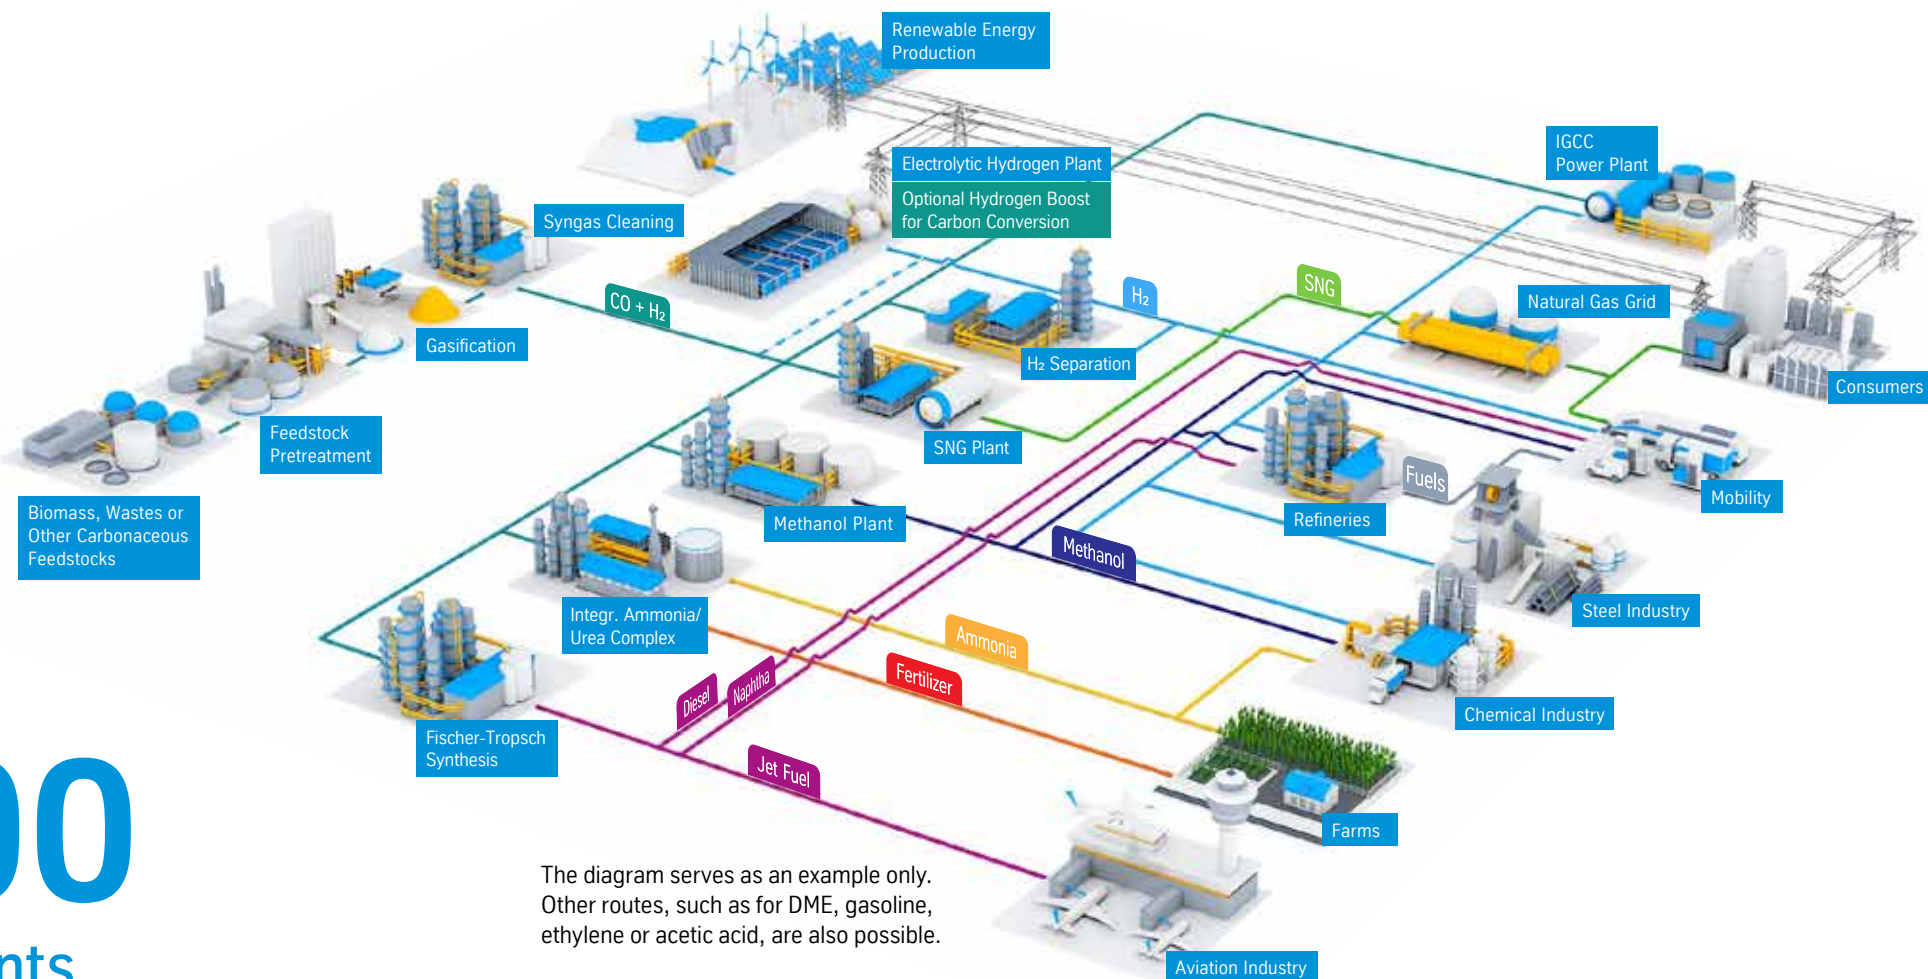 Renewable Energy
Production
IGCC
Power Plant
Electrolytic Hydrogen Plant
Optional Hydrogen Boost
for Carbon Conversion
Syngas Cleaning
CO + H₂
H₂
SNG
Natural Gas Grid
Gasification
H₂ Separation
Consumers
Feedstock
Pretreatment
SNG Plant
Fuels
Mobility
Biomass, Wastes or
Other Carbonaceous
Feedstocks
Methanol Plant
Refineries
Methanol
Integr. Ammonia/
Urea Complex
Steel Industry
Ammonia
Fertilizer
Diesel
Naphtha
Chemical Industry
Fischer-Tropsch
Synthesis
Jet Fuel
Farms
00
nts
The diagram serves as an example only.
Other routes, such as for DME, gasoline,
ethylene or acetic acid, are also possible.
Aviation Industry